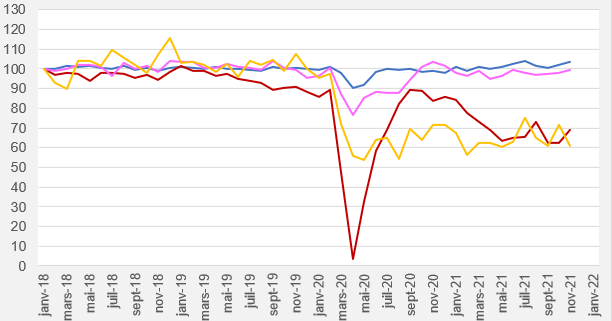 130
120
110
100
90
80
70
60
50
40
30
20
10
0
janv-18
mars-18
mai-18
juil-18
sept-18
nov-18
janv-19
mars-19
mai-19
juil-19
sept-19
nov-19
janv-20
mars-20
mai-20
juil-20
sept-20
nov-20
janv-21
mars-21
mai-21
juil-21
sept-21
nov-21
janv-22